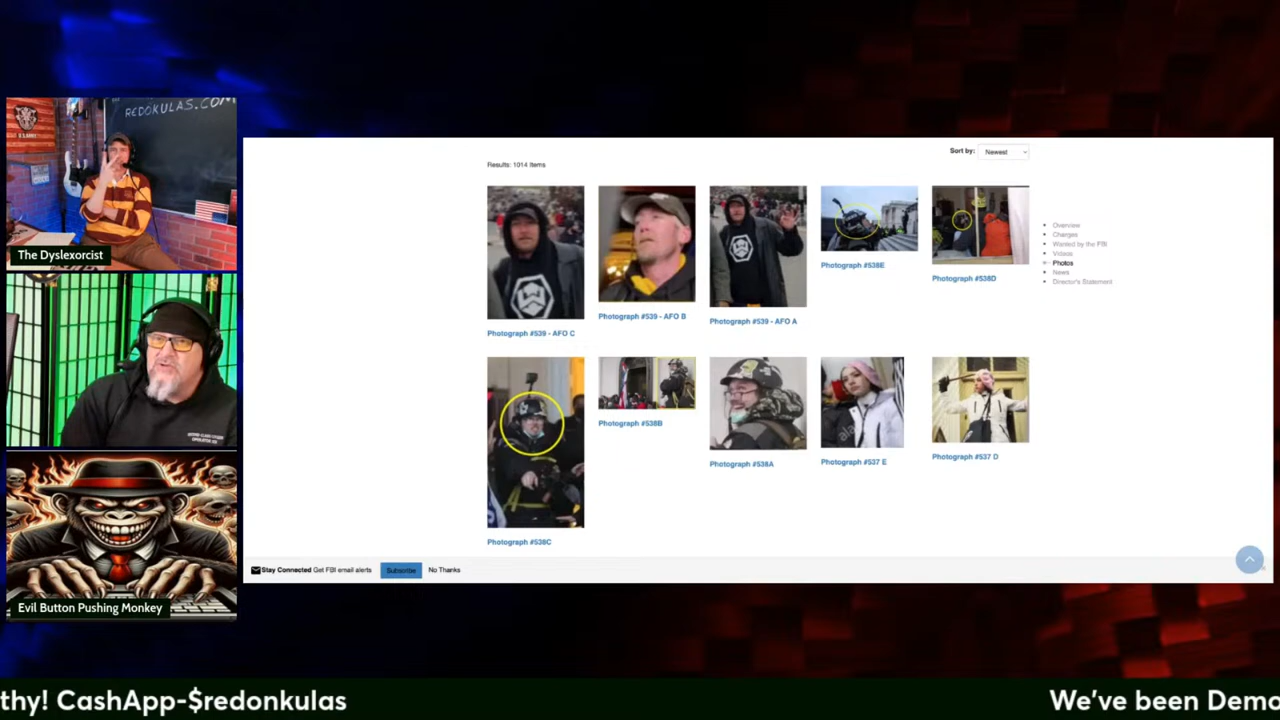 REDOKULAS.COM
The Dyslexorcist
Evil Button Pushing Monkey
Sort by:
Newest
Results: 1014 Items
Photograph #539 - AFO C
Photograph #539 - AFO B
Photograph #539 - AFO A
Photograph #538E
Photograph #538D
Overview
Charges
Wanted by the FBI
Videos
Photos
News
Director's Statement
Photograph #538C
Photograph #538B
Photograph #538A
Photograph #537 E
Photograph #537 D
Stay Connected Get FBI email alerts
Subscribe
No Thanks
thy! CashApp-$redonkulas
We've been Demo